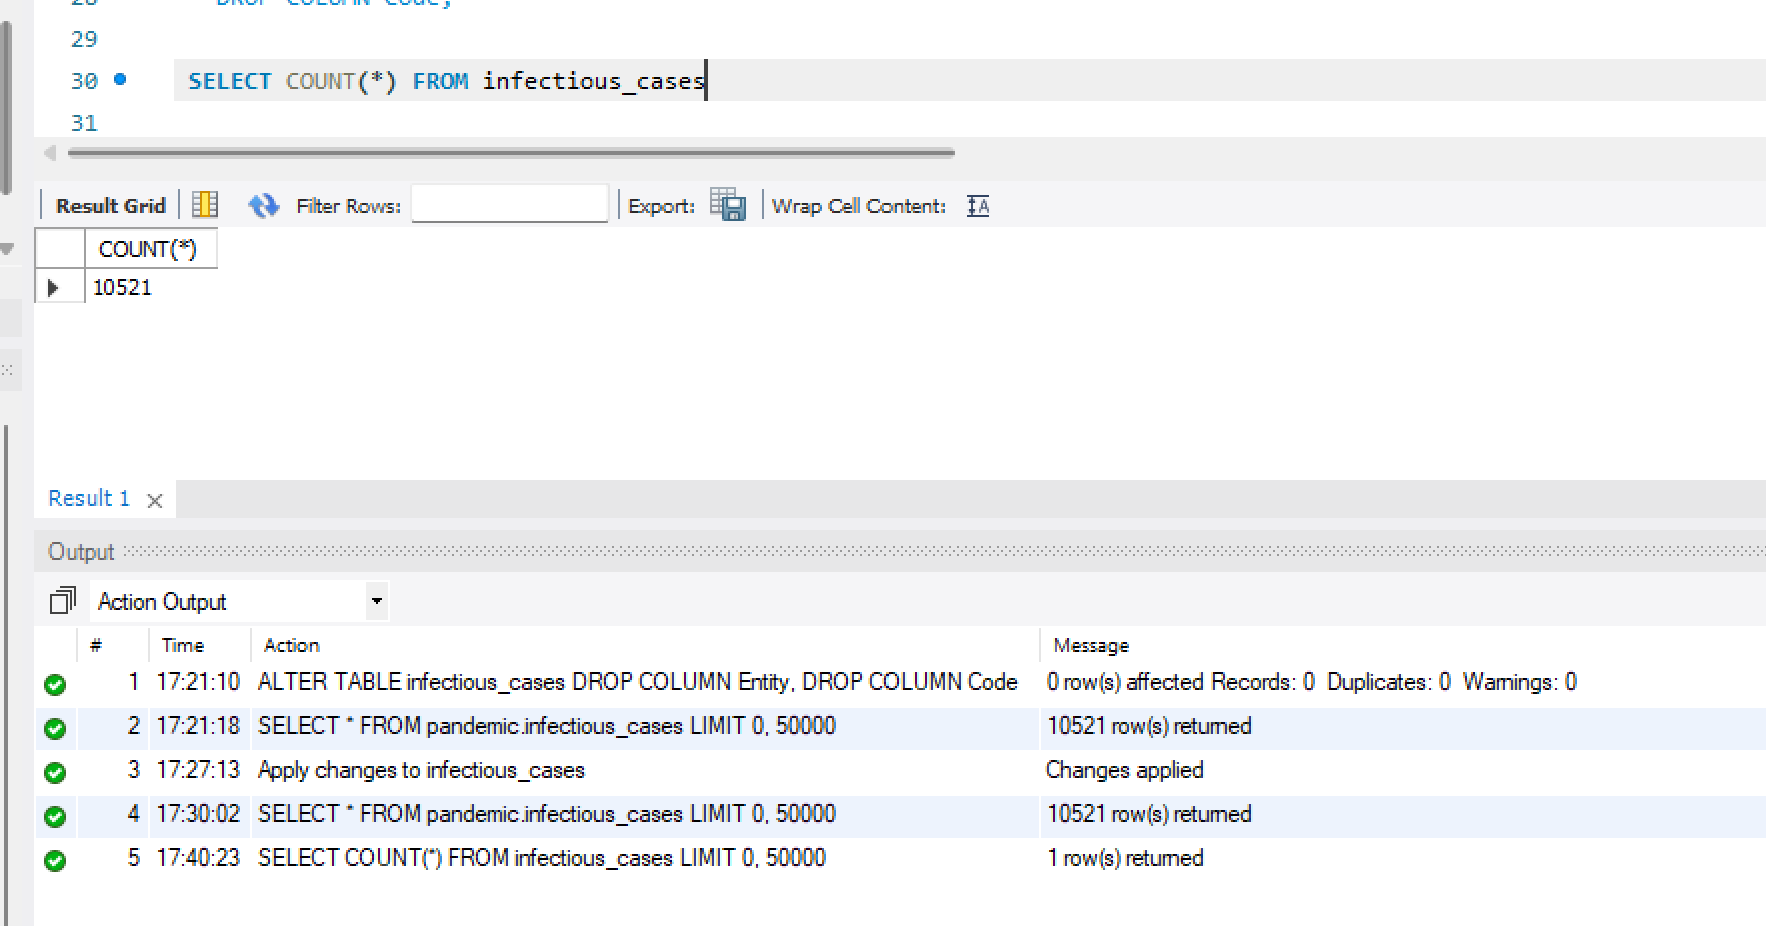 28 DROP COLUMN Code;
29
30 SELECT COUNT(*) FROM infectious_cases
31
Result Grid Filter Rows: Export: Wrap Cell Content: IA
COUNT(*)
10521
Result 1
Output
Action Output
# Time Action Message
1 17:21:10 ALTER TABLE infectious_cases DROP COLUMN Entity, DROP COLUMN Code 0 row(s) affected Records: 0 Duplicates: 0 Warnings: 0
2 17:21:18 SELECT * FROM pandemic.infectious_cases LIMIT 0, 50000 10521 row(s) returned
3 17:27:13 Apply changes to infectious_cases Changes applied
4 17:30:02 SELECT * FROM pandemic.infectious_cases LIMIT 0, 50000 10521 row(s) returned
5 17:40:23 SELECT COUNT(*) FROM infectious_cases LIMIT 0, 50000 1 row(s) returned